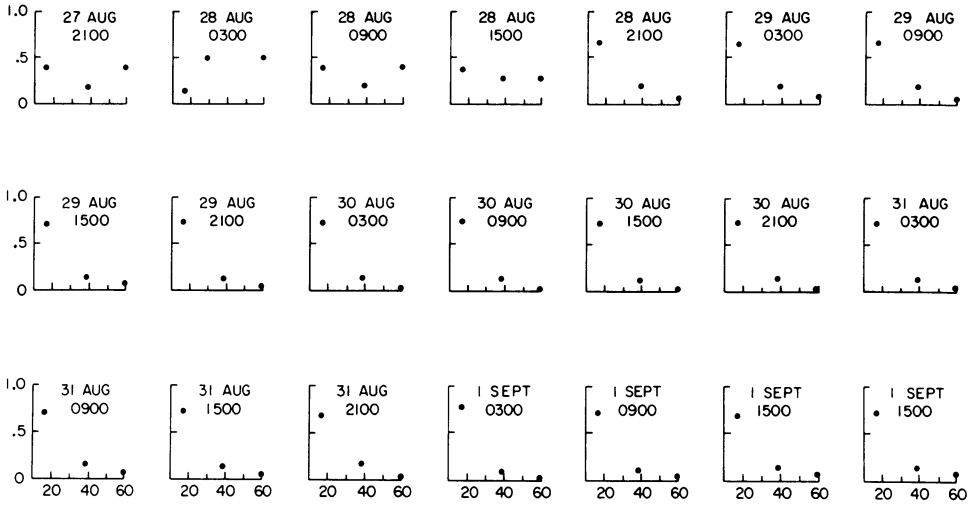 1.0 27 AUG 28 AUG 28 AUG 28 AUG 28 AUG 29 AUG 29 AUG
2100 0300 0900 1500 2100 0300 0900
.5
0
1.0 29 AUG 29 AUG 30 AUG 30 AUG 30 AUG 30 AUG 31 AUG
1500 2100 0300 0900 1500 2100 0300
.5
0
1.0 31 AUG 31 AUG 31 AUG 1 SEPT 1 SEPT 1 SEPT 1 SEPT
0900 1500 2100 0300 0900 1500 1500
.5
0
20 40 60 20 40 60 20 40 60 20 40 60 20 40 60 20 40 60 20 40 60